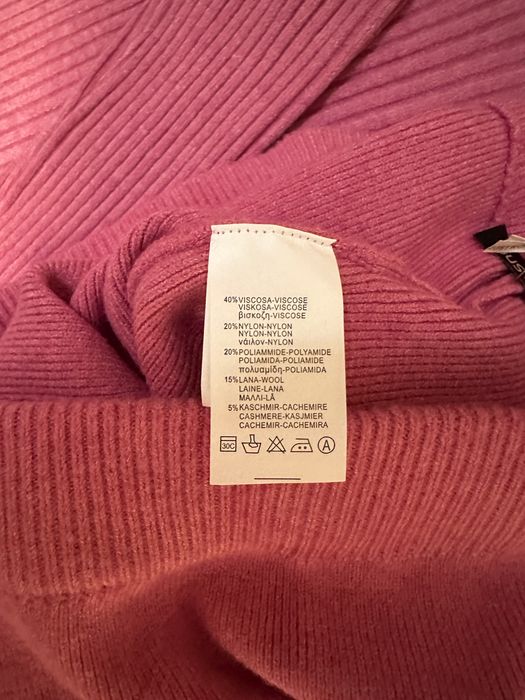 40%VISCOSA-VISCOSE
VISKOSA-VISCOSE
βισκοζη-VISCOSE
20%NYLON-NYLON
NYLON-NYLON
νάιλον-NYLON
20%POLIAMMIDE-POLYAMIDE
POLIAMIDA-POLIAMIDE
πολυαμίδη-POLIAMIDA
15%LANA-WOOL
LAINE-LANA
ΜΑΛΛΙ-LÃ
5%KASCHMIR-CACHEMIRE
CASHMERE-KASJMIER
CACHEMIR-CACHEMIRA
30C A
US